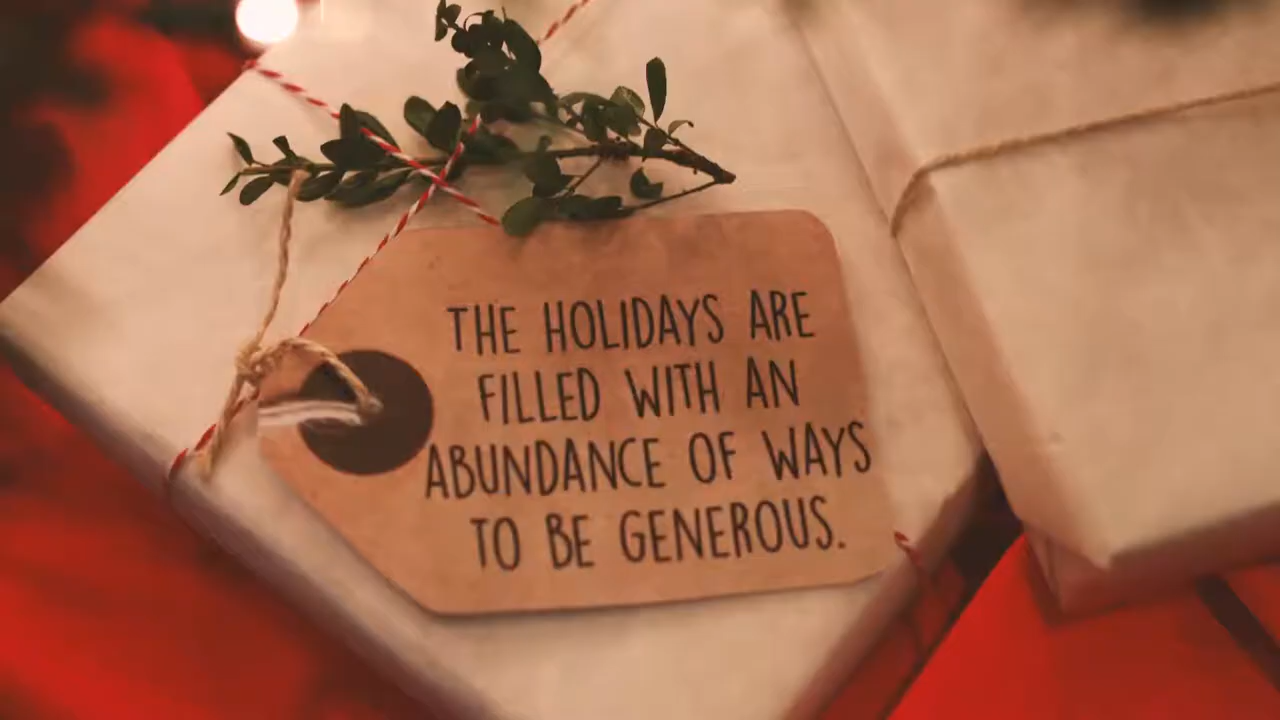 THE HOLIDAYS ARE
FILLED WITH AN
ABUNDANCE OF WAYS
TO BE GENEROUS.